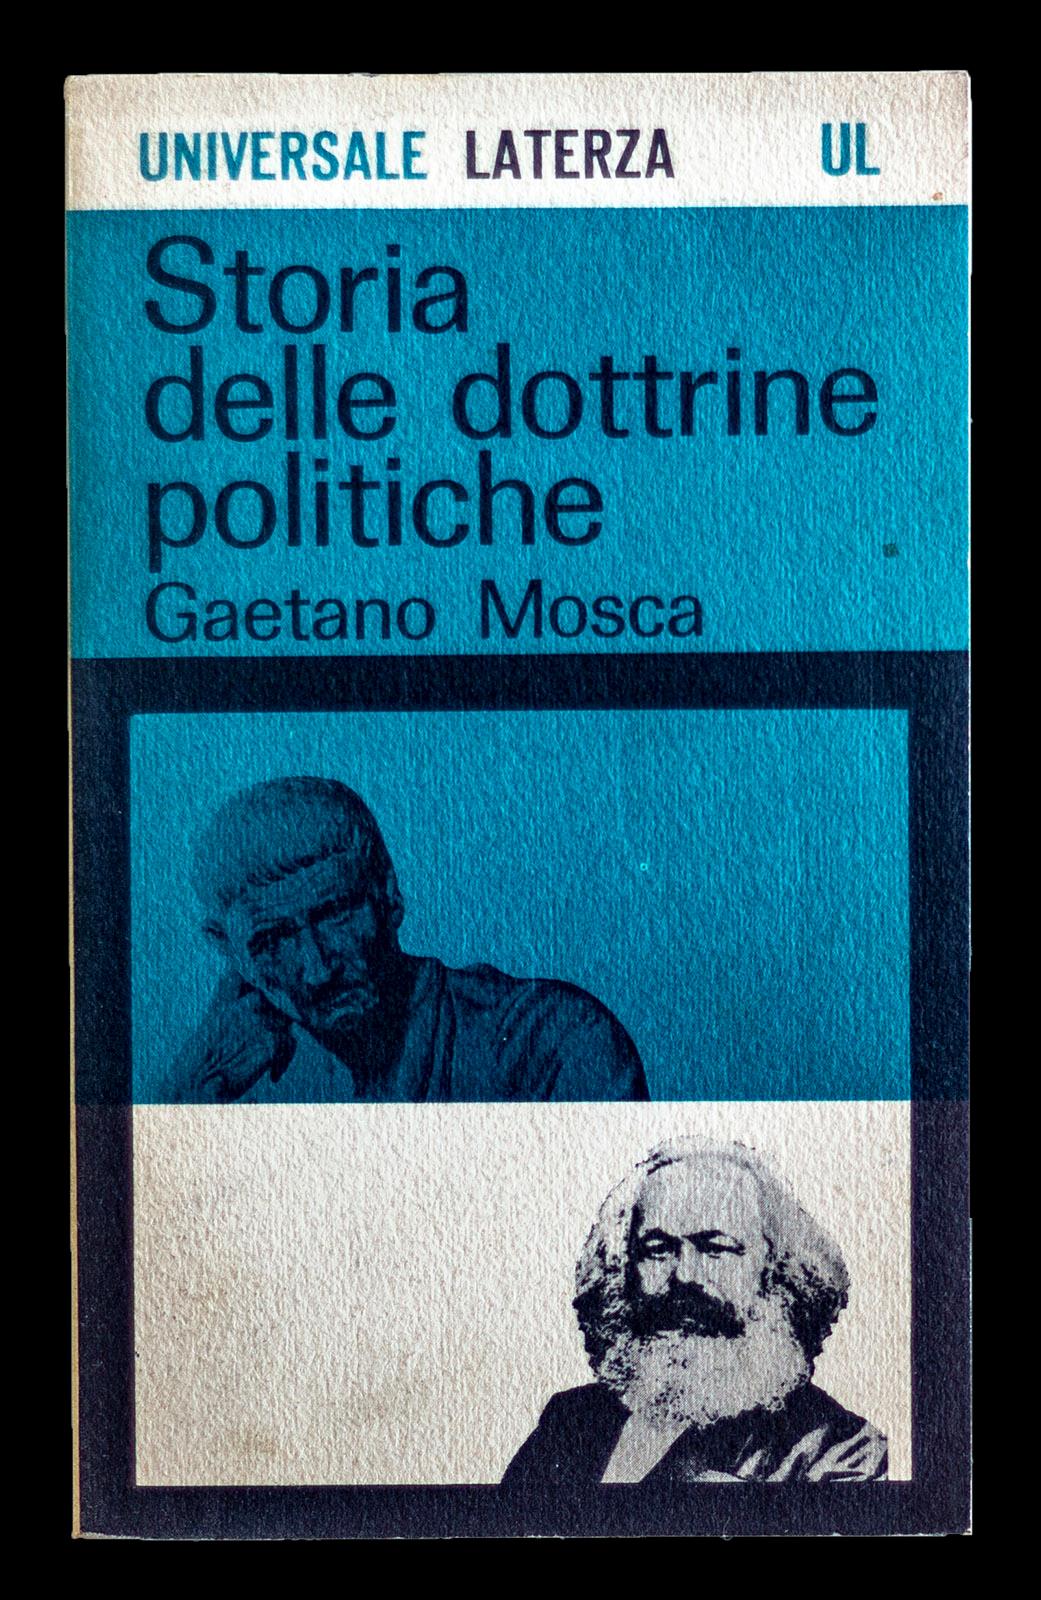 UNIVERSALE LATERZA UL
Storia
delle dottrine
politiche
Gaetano Mosca